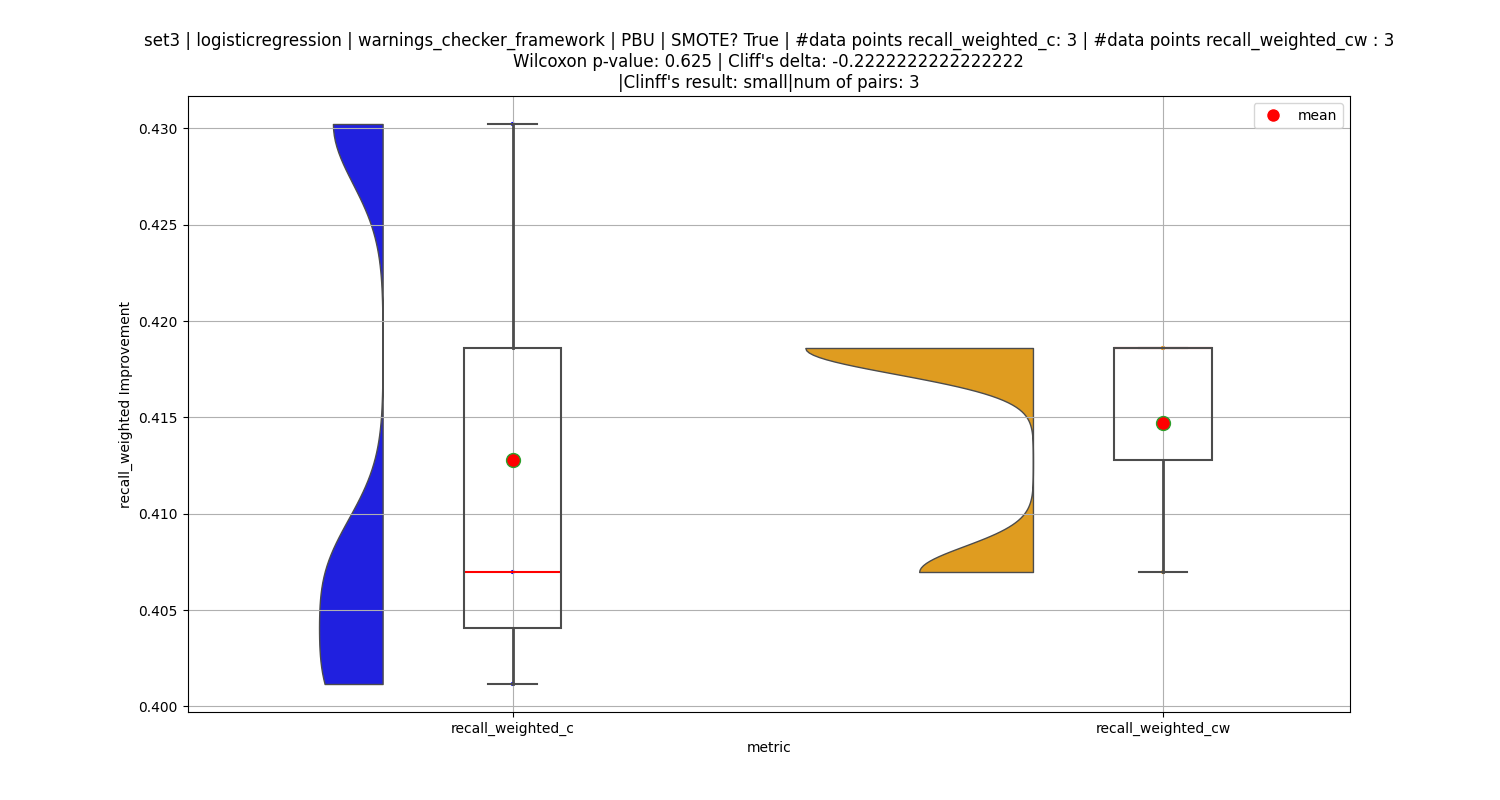 set3 | logisticregression | warnings_checker_framework | PBU | SMOTE? True | #data points recall_weighted_c: 3 | #data points recall_weighted_cw : 3
Wilcoxon p-value: 0.625 | Cliff's delta: -0.2222222222222222
|Clinff's result: small|num of pairs: 3
mean
0.430
0.425
0.420
0.415
0.410
0.405
0.400
recall_weighted Improvement
recall_weighted_c
recall_weighted_cw
metric